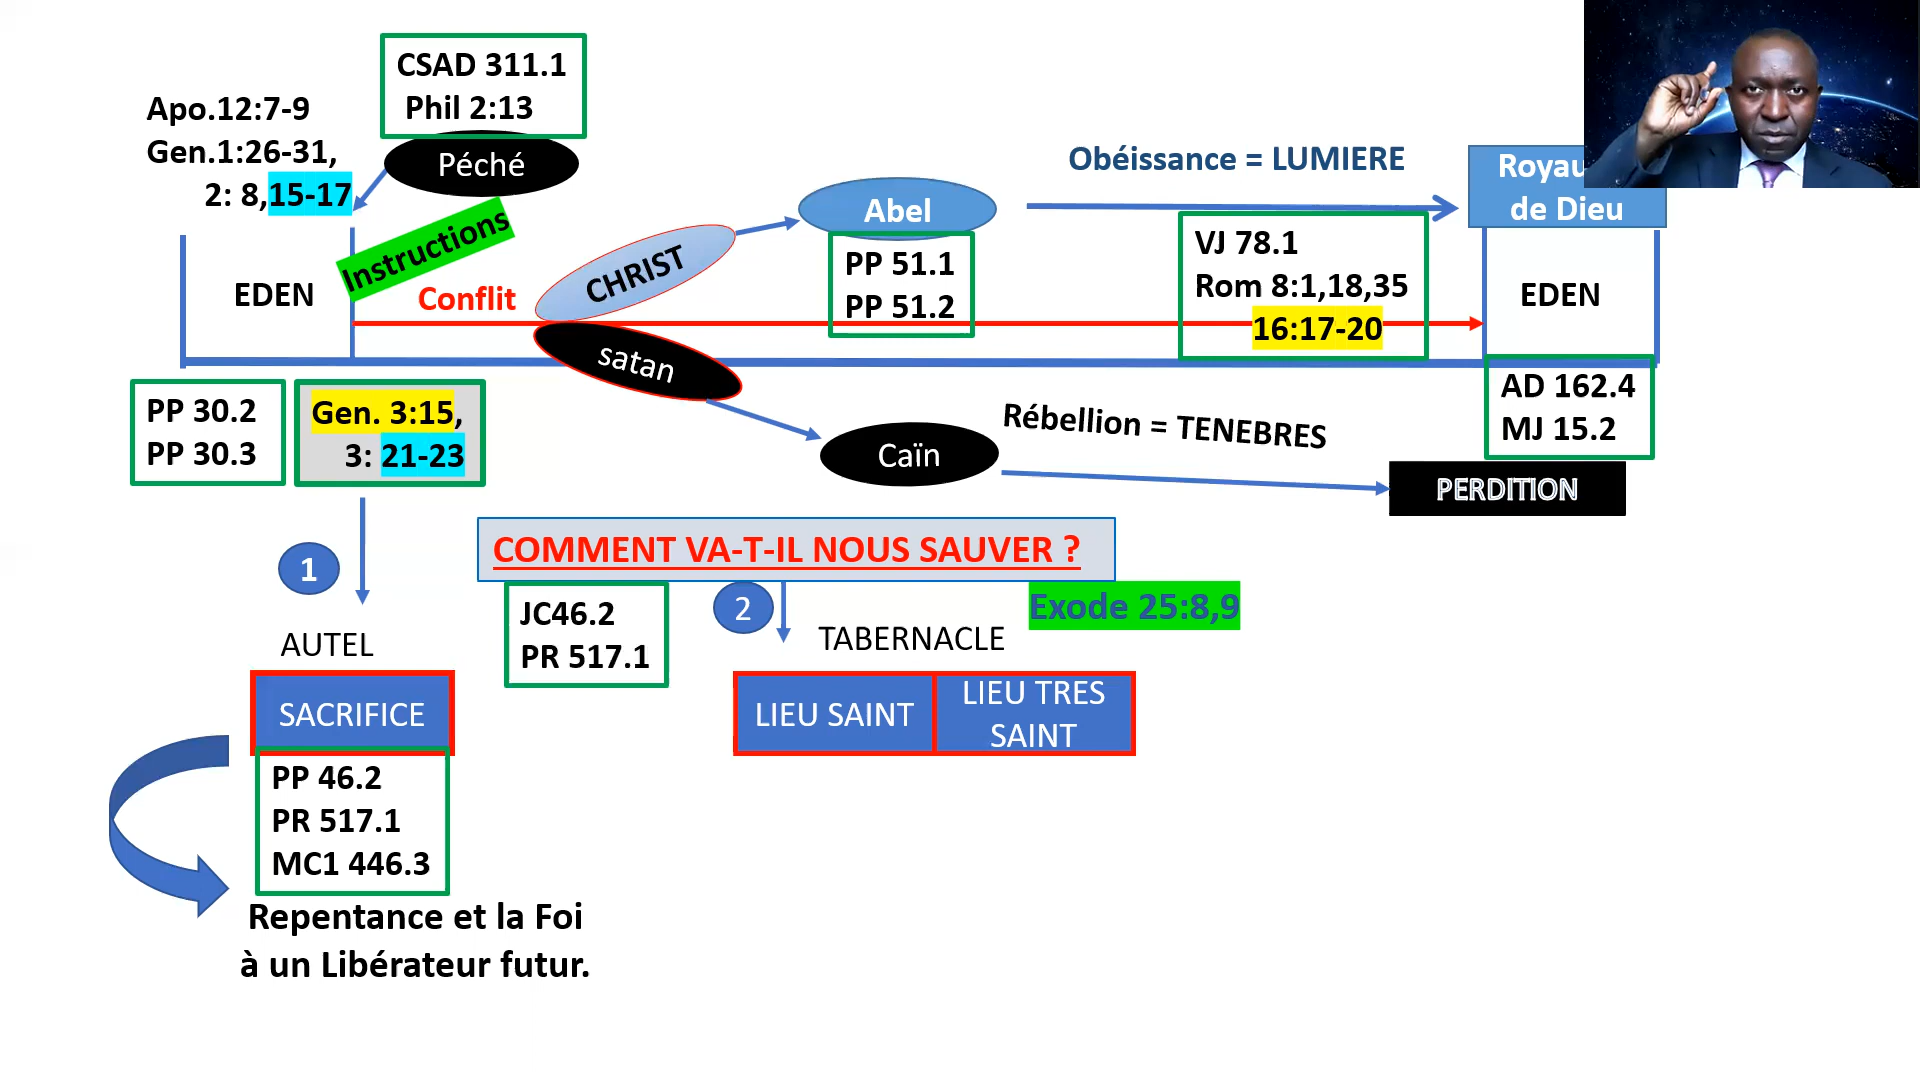 CSAD 311.1
Phil 2:13
Apo.12:7-9
Gen.1:26-31,
2: 8,15-17
Péché
Instructions
EDEN
Conflit
CHRIST
satan
Abel
PP 51.1
PP 51.2
Obéissance = LUMIERE
VJ 78.1
Rom 8:1,18,35
16:17-20
de Dieu
EDEN
AD 162.4
MJ 15.2
PP 30.2
PP 30.3
Gen. 3:15,
3: 21-23
Caïn
Rébellion = TENEBRES
PERDITION
COMMENT VA-T-IL NOUS SAUVER ?
1
JC46.2
PR 517.1
2
Exode 25:8,9
AUTEL
TABERNACLE
SACRIFICE
LIEU SAINT
LIEU TRES
SAINT
PP 46.2
PR 517.1
MC1 446.3
Repentance et la Foi
à un Libérateur futur.